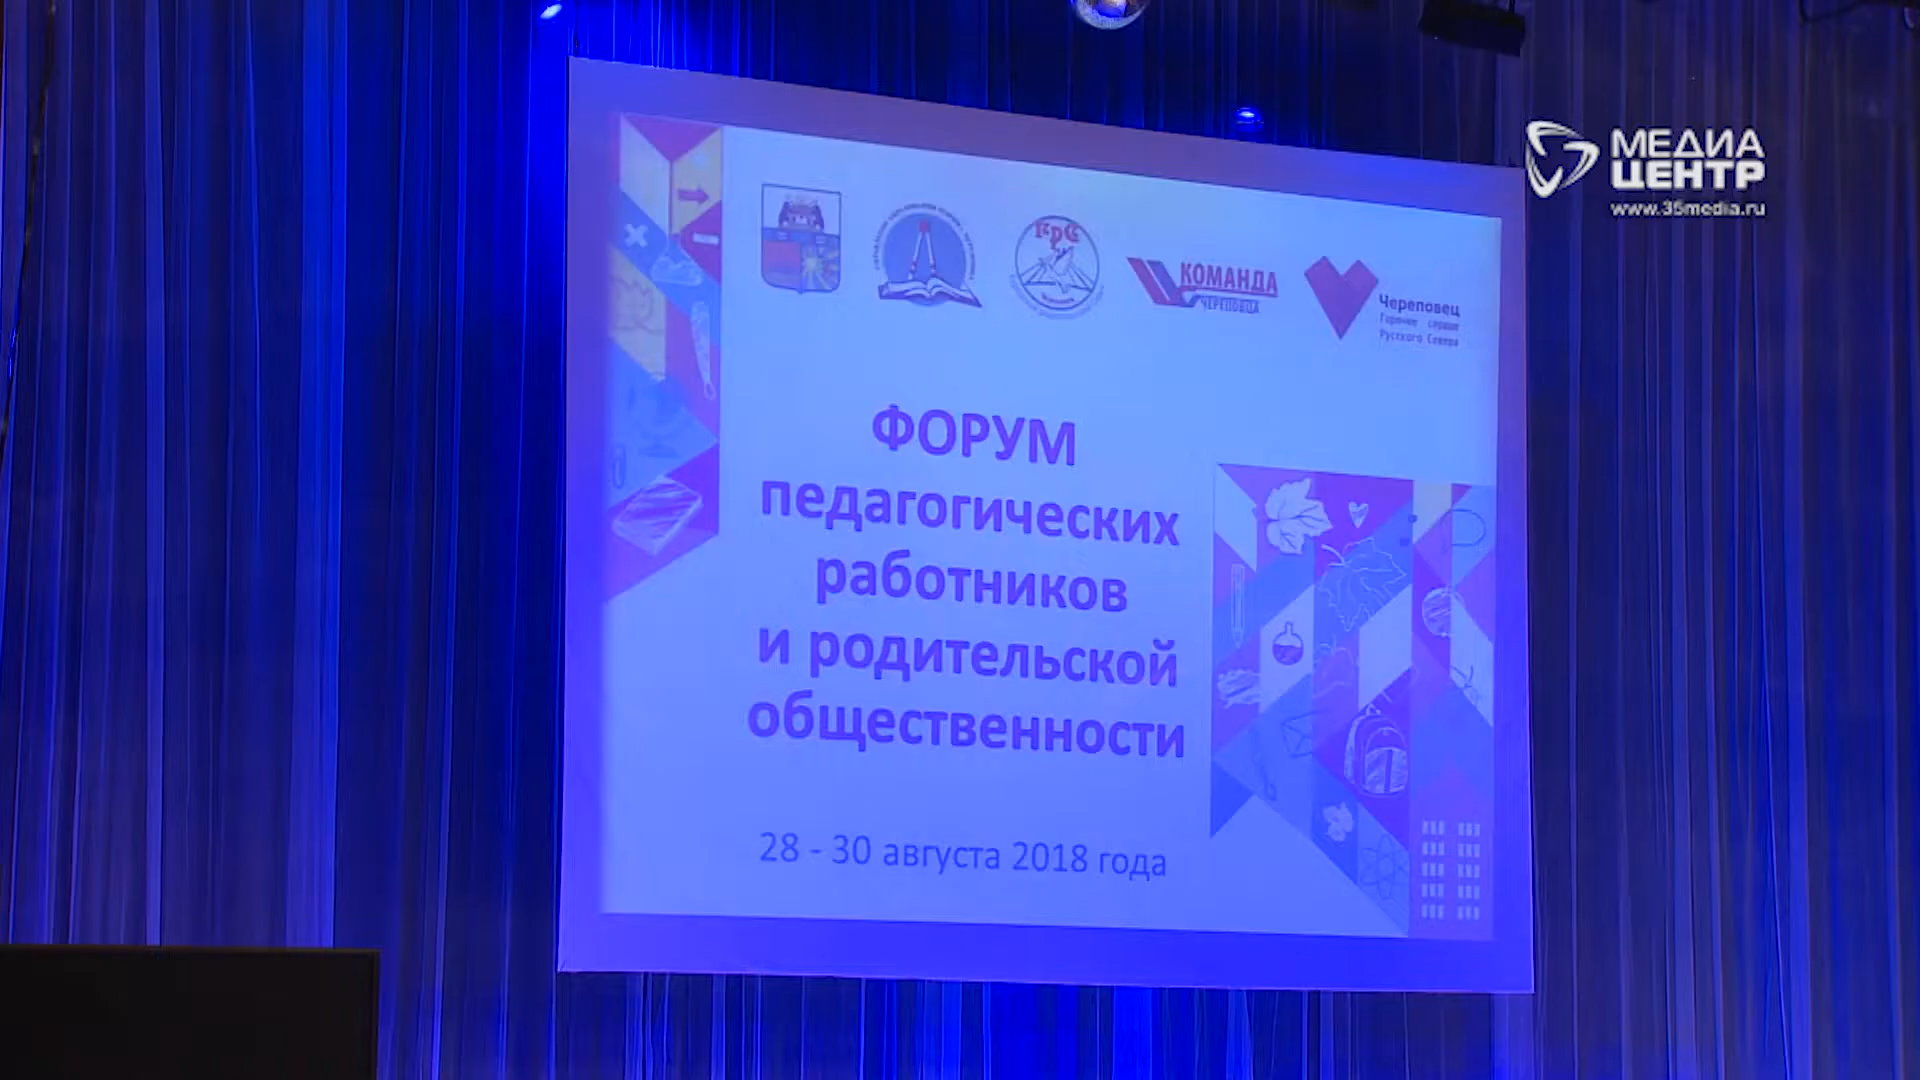 МЕДИА
ЦЕНТР
www.35media.ru
ГРС
КОМАНДА
ЧЕРЕПОВЦА
Череповец
Горячее сердце
Русского Севера
ФОРУМ
педагогических
работников
и родительской
общественности
28 - 30 августа 2018 года